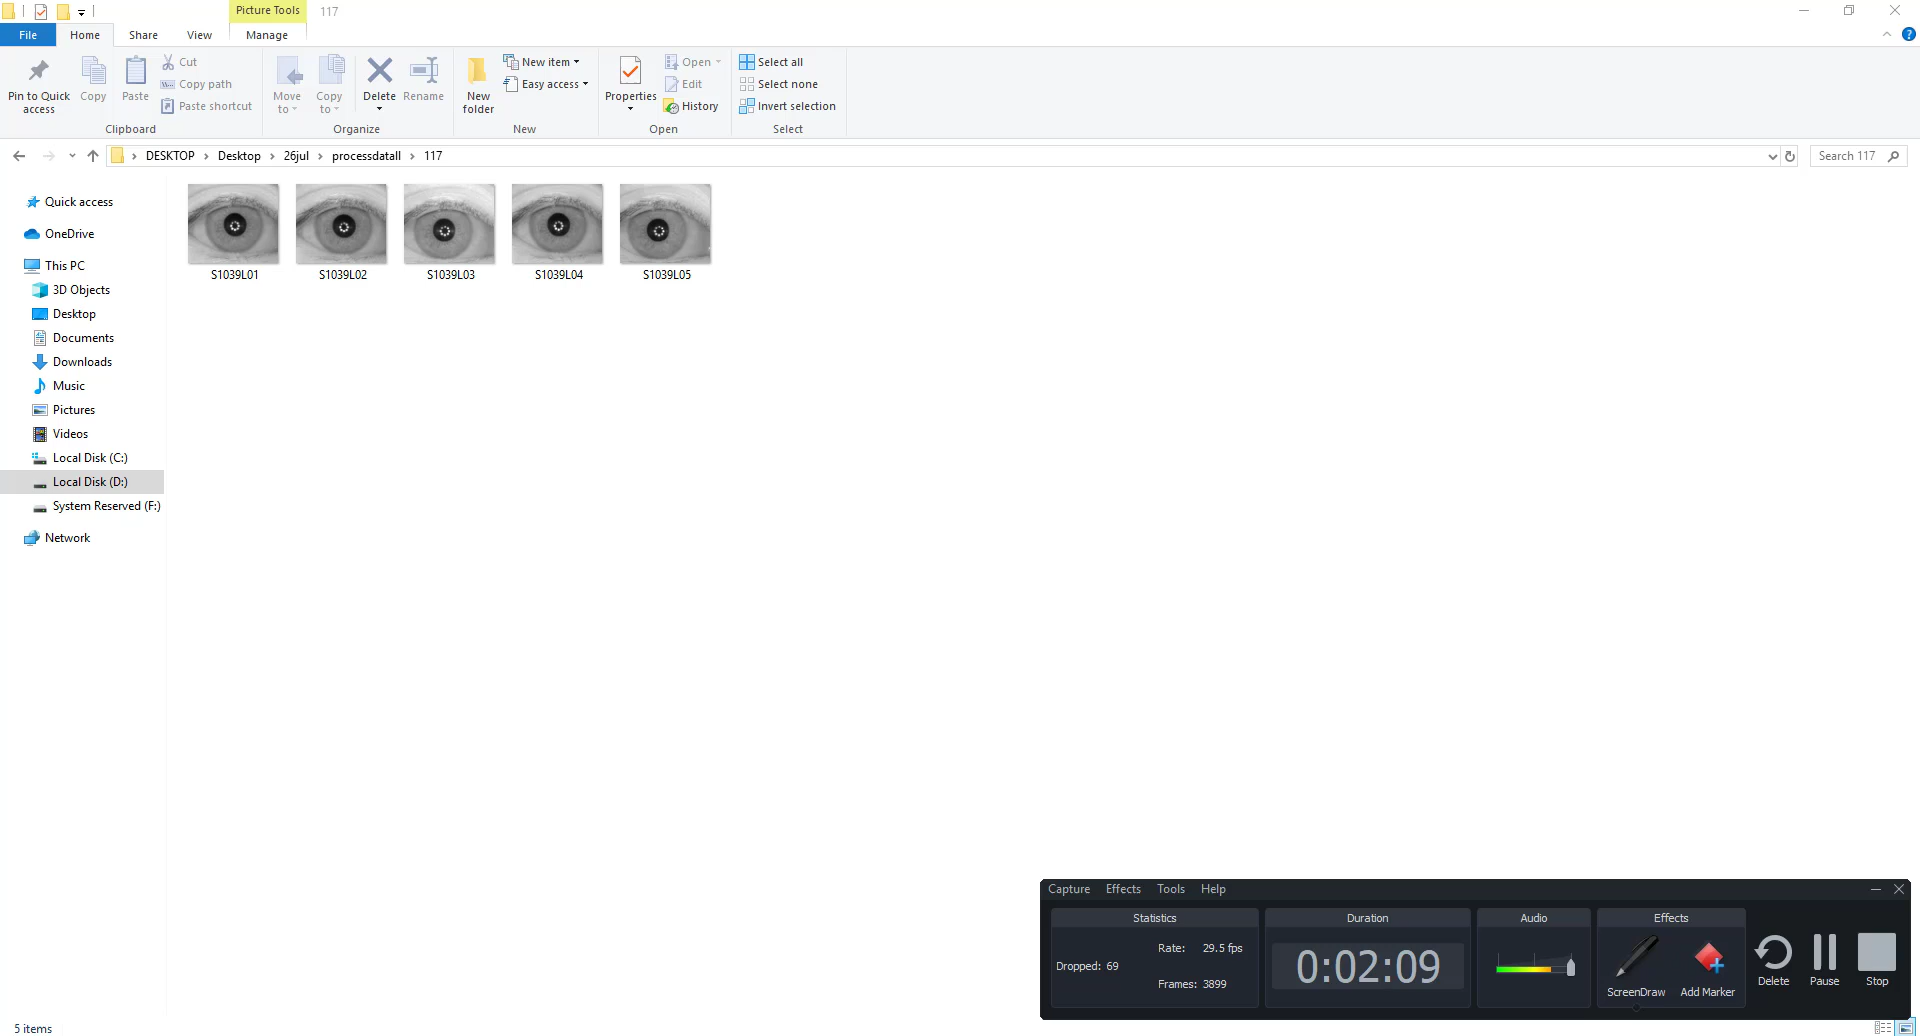 Picture Tools 117
File Home Share View Manage
Pin to Quick access
Copy
Paste
Cut
Copy path
Paste shortcut
Clipboard
Move to
Copy to
Delete
Rename
Organize
New folder
New item
Easy access
New
Properties
Open
Edit
History
Open
Select all
Select none
Invert selection
Select
DESKTOP Desktop 26jul processdatall 117
Search 117
Quick access
OneDrive
This PC
3D Objects
Desktop
Documents
Downloads
Music
Pictures
Videos
Local Disk (C:)
Local Disk (D:)
System Reserved (F:)
Network
S1039L01 S1039L02 S1039L03 S1039L04 S1039L05
Capture Effects Tools Help
Statistics
Dropped: 69
Rate: 29.5 fps
Frames: 3899
Duration
0:02:09
Audio
Effects
ScreenDraw Add Marker
Delete Pause Stop
5 items